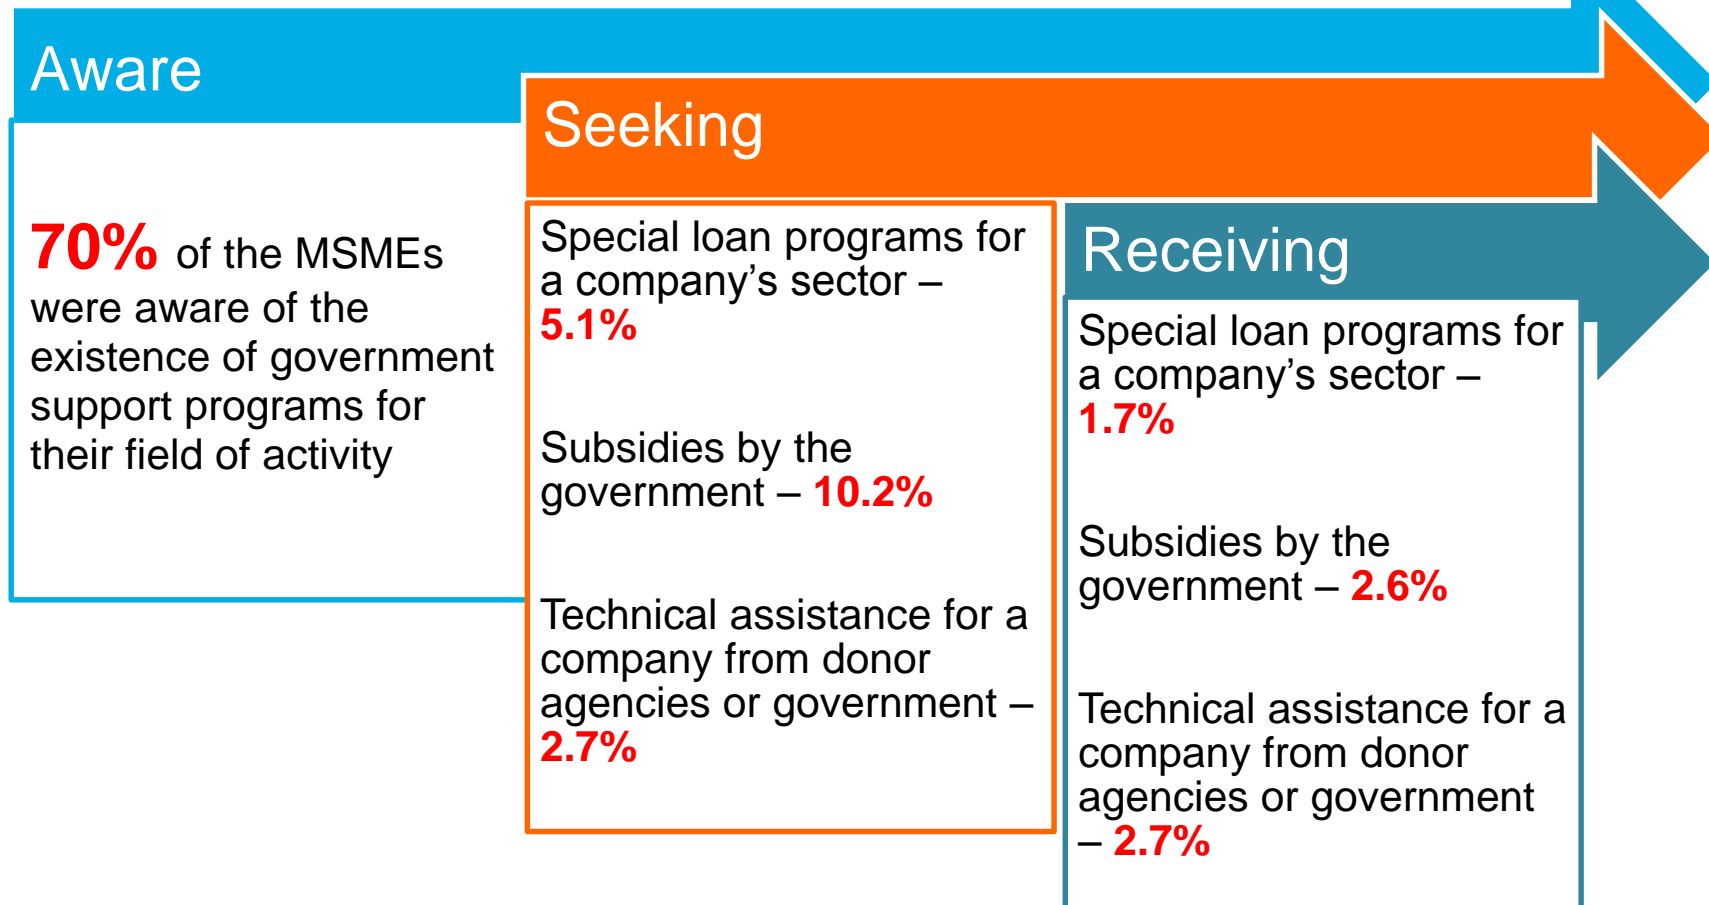 Aware
70% of the MSMEs
were aware of the
existence of government
support programs for
their field of activity
Seeking
Special loan programs for
a company’s sector –
5.1%
Subsidies by the
government – 10.2%
Technical assistance for a
company from donor
agencies or government –
2.7%
Receiving
Special loan programs for
a company’s sector –
1.7%
Subsidies by the
government – 2.6%
Technical assistance for a
company from donor
agencies or government
– 2.7%